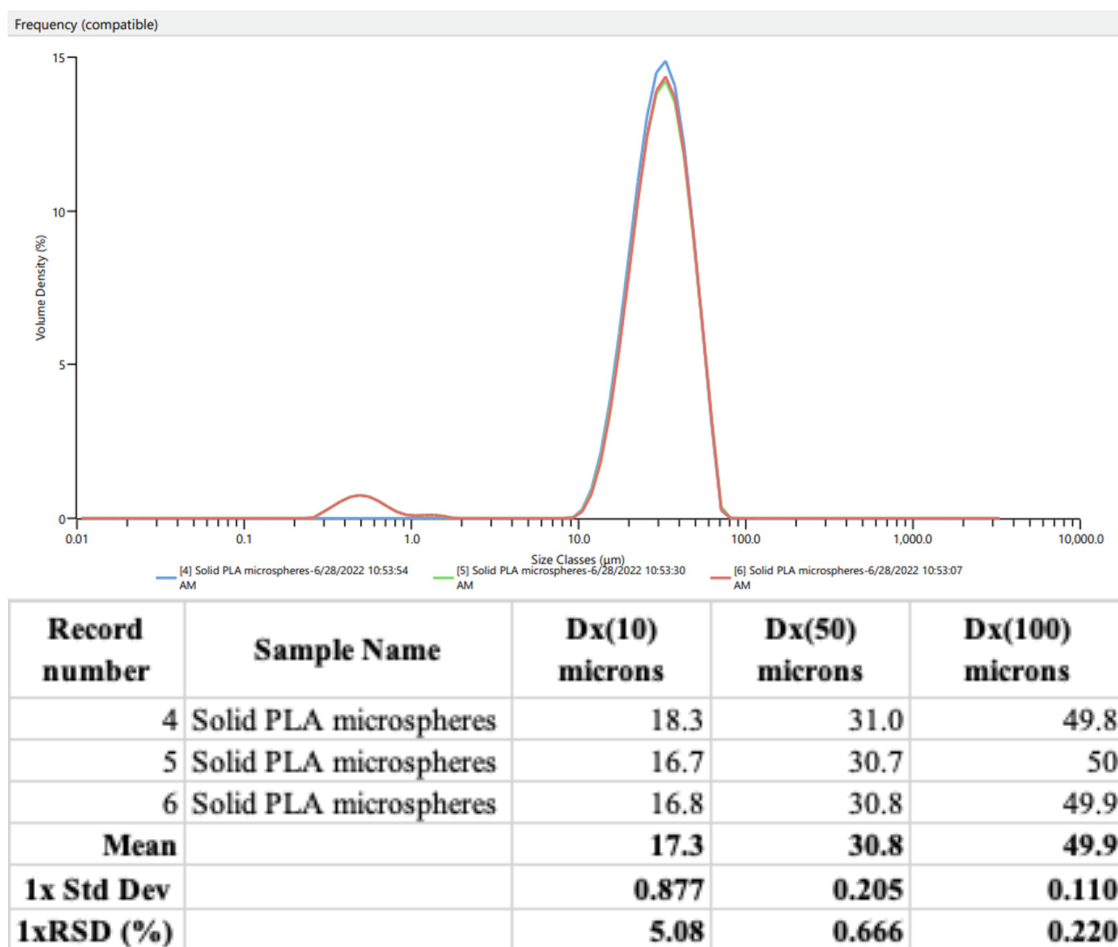 Frequency (compatible)
15
10
5
0
Volume Density (%)
0.01 0.1 1.0 10.0 100.0 1,000.0 10,000.0
Size Classes (µm)
[4] Solid PLA microspheres-6/28/2022 10:53:54 AM
[5] Solid PLA microspheres-6/28/2022 10:53:30 AM
[6] Solid PLA microspheres-6/28/2022 10:53:07 AM
Record number Sample Name Dx(10) microns Dx(50) microns Dx(100) microns
4 Solid PLA microspheres 18.3 31.0 49.8
5 Solid PLA microspheres 16.7 30.7 50
6 Solid PLA microspheres 16.8 30.8 49.9
Mean 17.3 30.8 49.9
1x Std Dev 0.877 0.205 0.110
1xRSD (%) 5.08 0.666 0.220